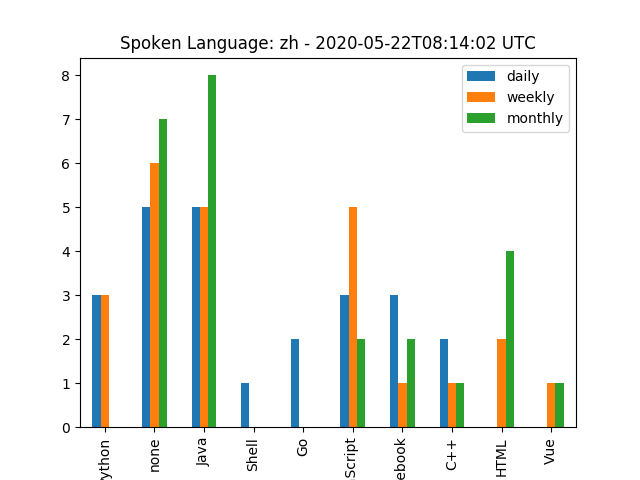 Spoken Language: zh - 2020-05-22T08:14:02 UTC
daily
weekly
monthly
8
7
6
5
4
3
2
1
0
ython
none
Java
Shell
Go
Script
ebook
C++
HTML
Vue